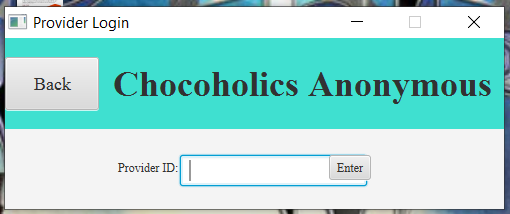 Provider Login
Back
Chocoholics Anonymous
Provider ID:
Enter